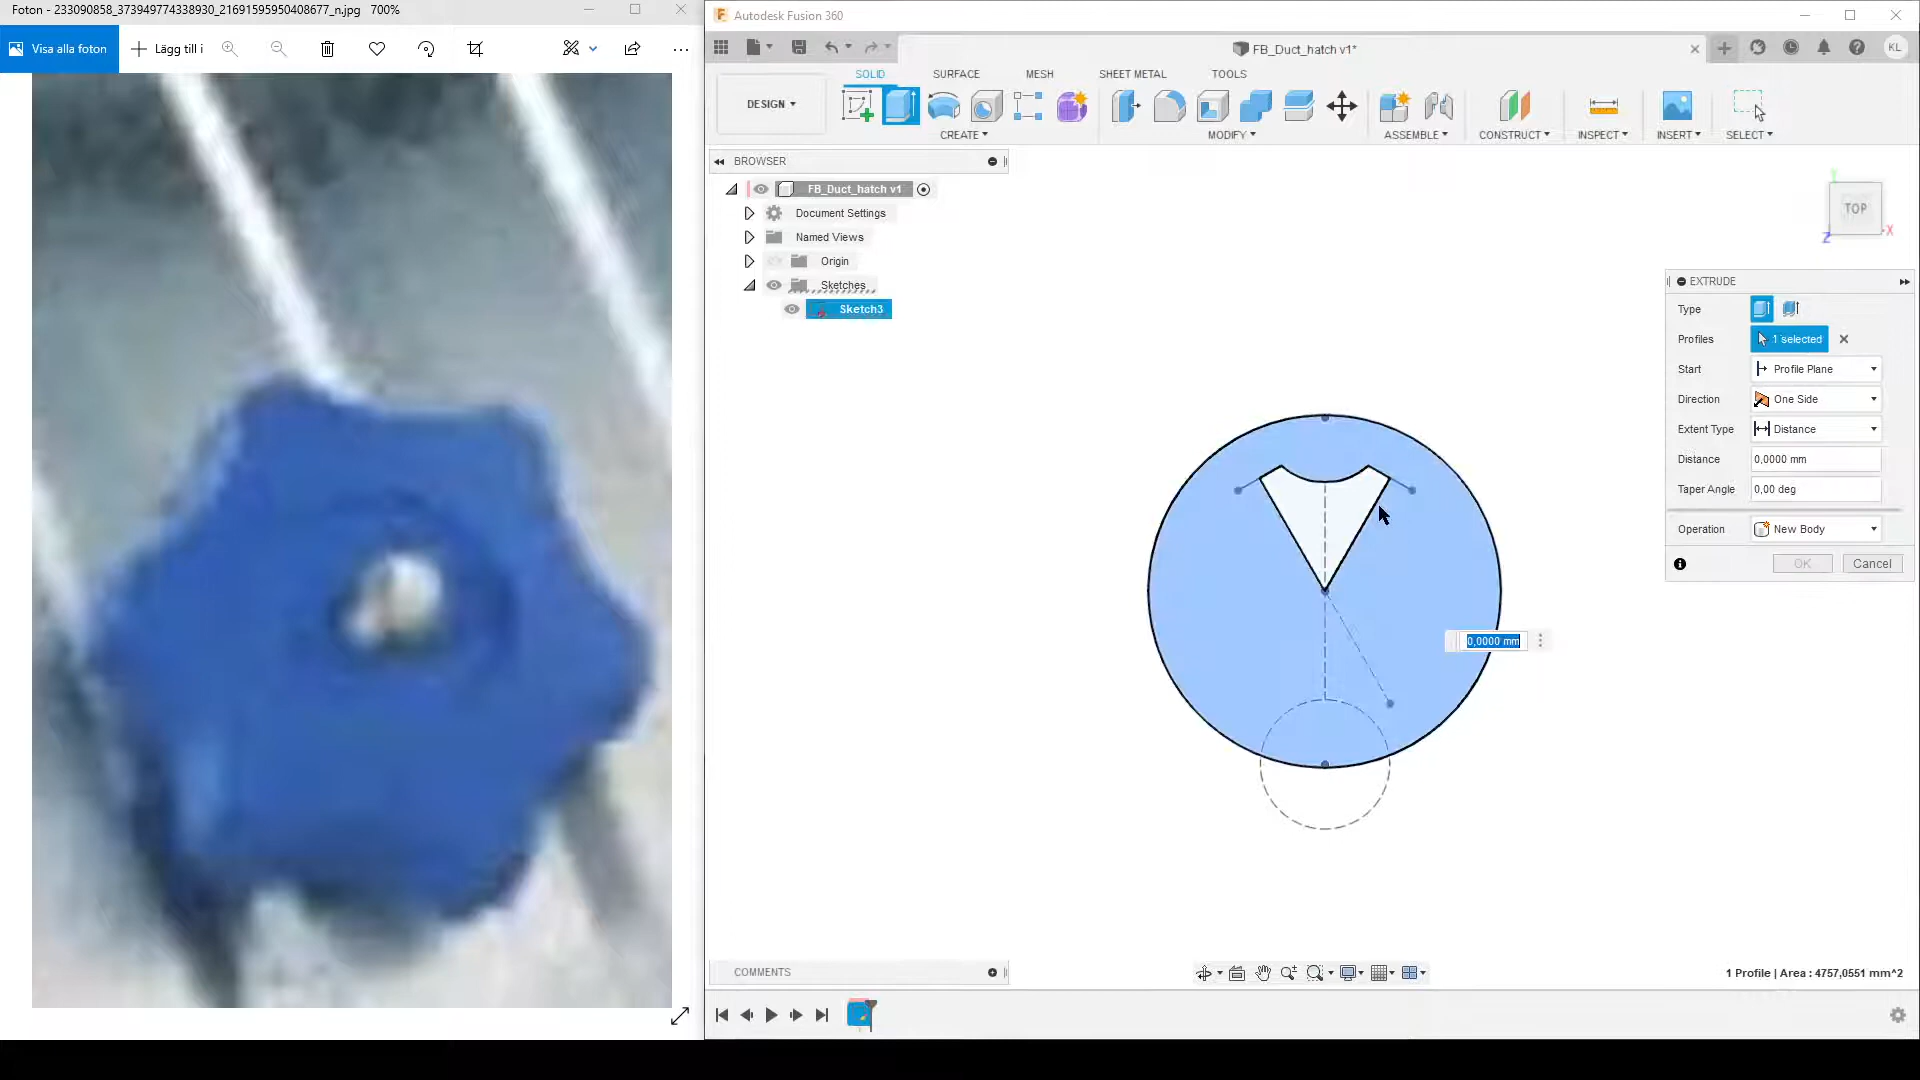 Foton - 233090858_373949774338930_21691595950408677_n.jpg 700%
Visa alla foton
Lägg till i
Autodesk Fusion 360
FB_Duct_hatch v1*
KL
DESIGN
SOLID SURFACE MESH SHEET METAL TOOLS
CREATE MODIFY ASSEMBLE CONSTRUCT INSPECT INSERT SELECT
BROWSER
FB_Duct_hatch v1
Document Settings
Named Views
Origin
Sketches
Sketch3
TOP
X
Z
EXTRUDE
Type
Profiles 1 selected
Start Profile Plane
Direction One Side
Extent Type Distance
Distance 0,0000 mm
Taper Angle 0,00 deg
Operation New Body
OK Cancel
0,0000 mm
COMMENTS
1 Profile | Area : 4757,0551 mm^2